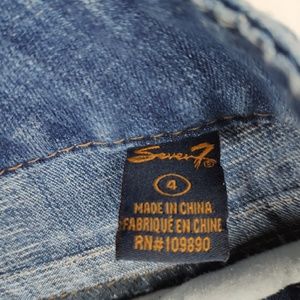 Seven7®
4
MADE IN CHINA
FABRIQUÉ EN CHINE
RN#109890